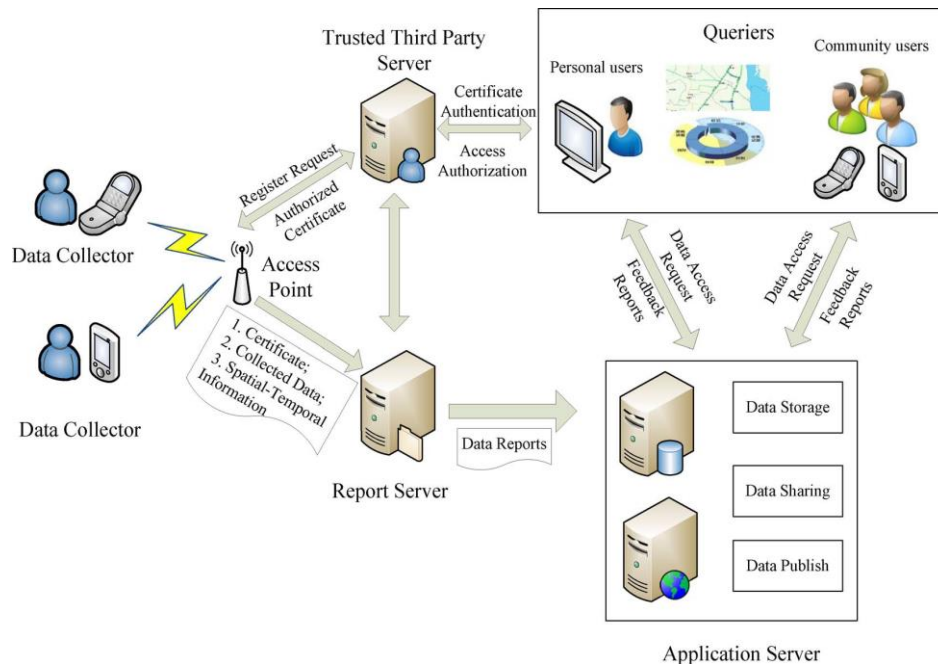 Trusted Third Party
Server
Queriers
Personal users
Community users
Certificate
Authentication
Access
Authorization
Register Request
Authorized
Certificate
Data Collector
Access
Point
Data Collector
1. Certificate;
2. Collected Data;
3. Spatial-Temporal
Information
Report Server
Data Reports
Data Access
Request
Feedback
Reports
Data Access
Request
Feedback
Reports
Data Storage
Data Sharing
Data Publish
Application Server